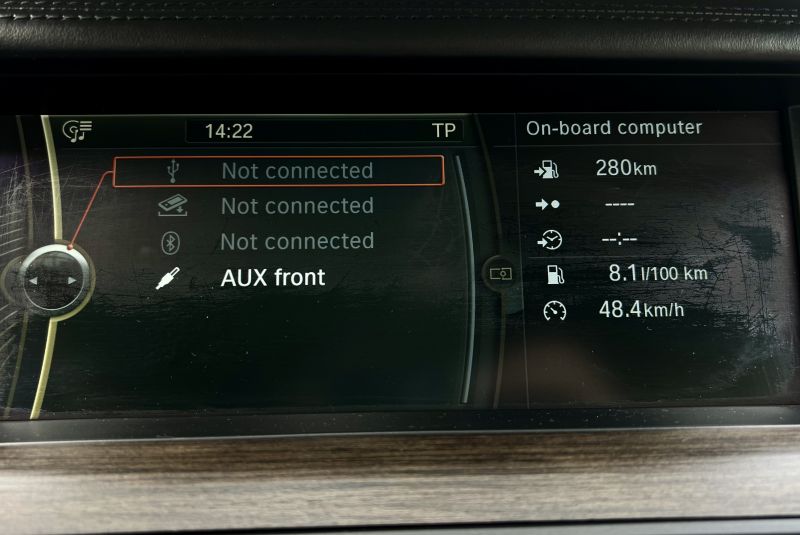 14:22 TP
Not connected
Not connected
Not connected
AUX front
On-board computer
280km
----
--:--
8.1l/100 km
48.4km/h